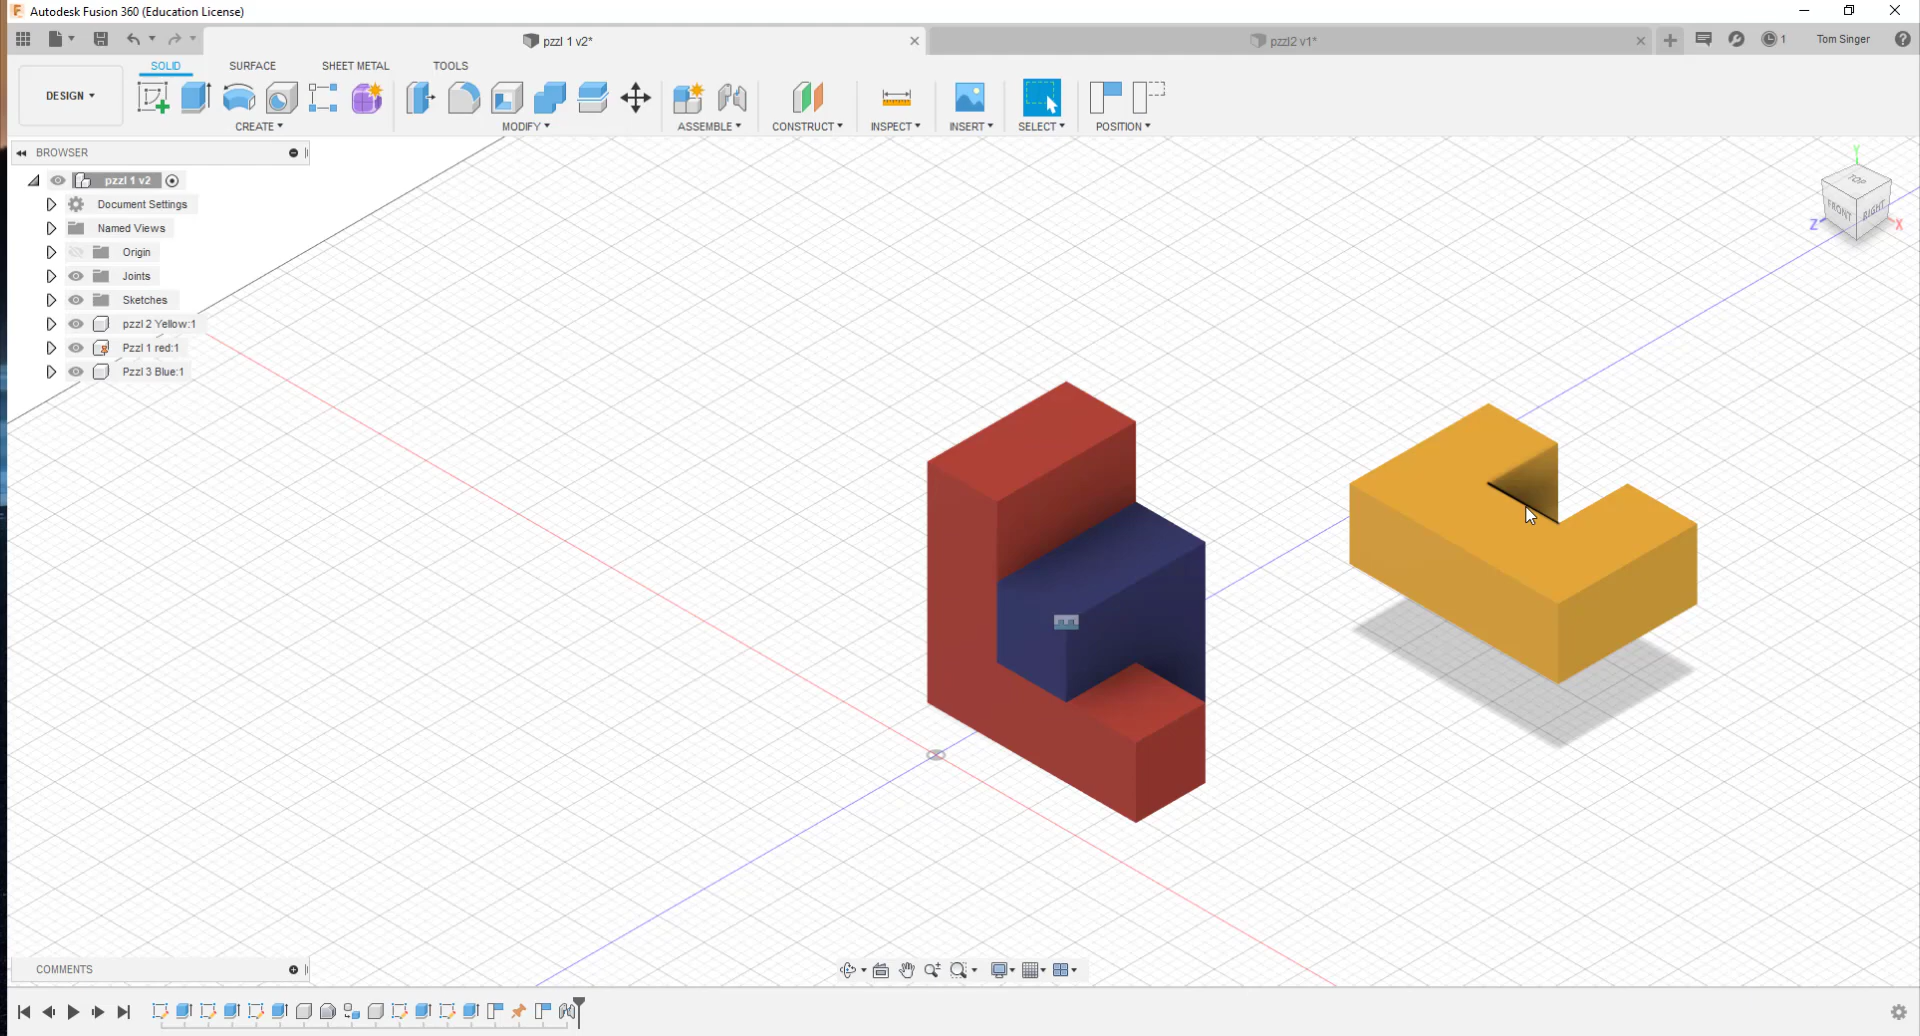 Autodesk Fusion 360 (Education License)
pzzl 1 v2*
pzzl2 v1*
1
Tom Singer
SOLID
SURFACE
SHEET METAL
TOOLS
DESIGN
CREATE
MODIFY
ASSEMBLE
CONSTRUCT
INSPECT
INSERT
SELECT
POSITION
BROWSER
pzzl 1 v2
Document Settings
Named Views
Origin
Joints
Sketches
pzzl 2 Yellow:1
Pzzl 1 red:1
Pzzl 3 Blue:1
Y
TOP
FRONT
RIGHT
Z
X
COMMENTS